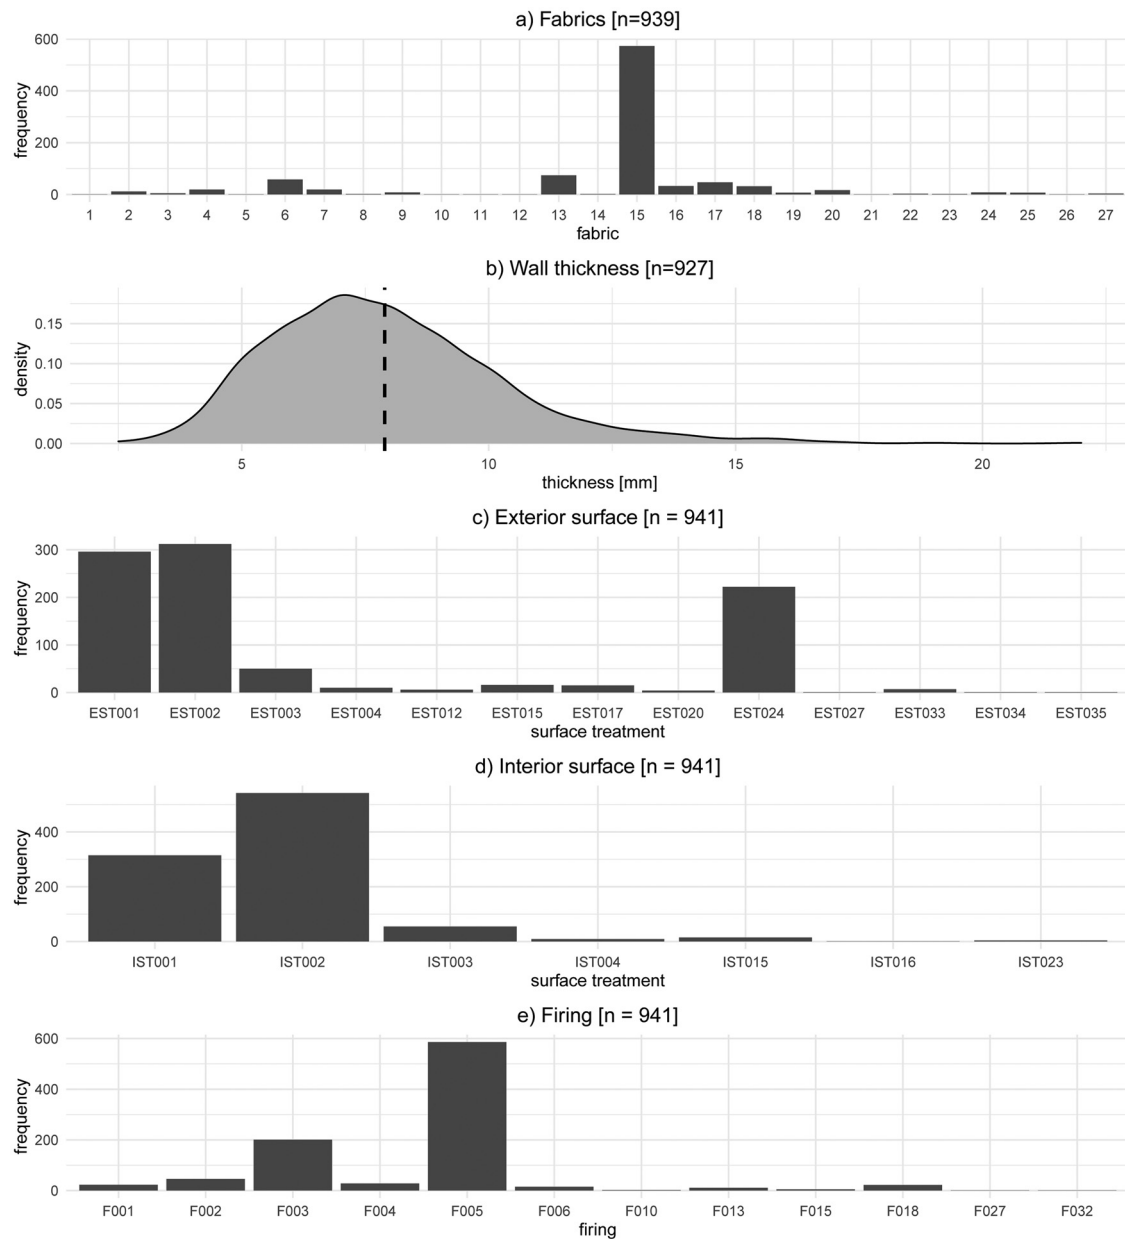 a) Fabrics [n=939]
600
400
200
0
frequency
1 2 3 4 5 6 7 8 9 10 11 12 13 14 15 16 17 18 19 20 21 22 23 24 25 26 27
fabric
b) Wall thickness [n=927]
0.15
0.10
0.05
0.00
density
5 10 15 20
thickness [mm]
c) Exterior surface [n = 941]
300
200
100
0
frequency
EST001 EST002 EST003 EST004 EST012 EST015 EST017 EST020 EST024 EST027 EST033 EST034 EST035
surface treatment
d) Interior surface [n = 941]
400
200
0
frequency
IST001 IST002 IST003 IST004 IST015 IST016 IST023
surface treatment
e) Firing [n = 941]
600
400
200
0
frequency
F001 F002 F003 F004 F005 F006 F010 F013 F015 F018 F027 F032
firing